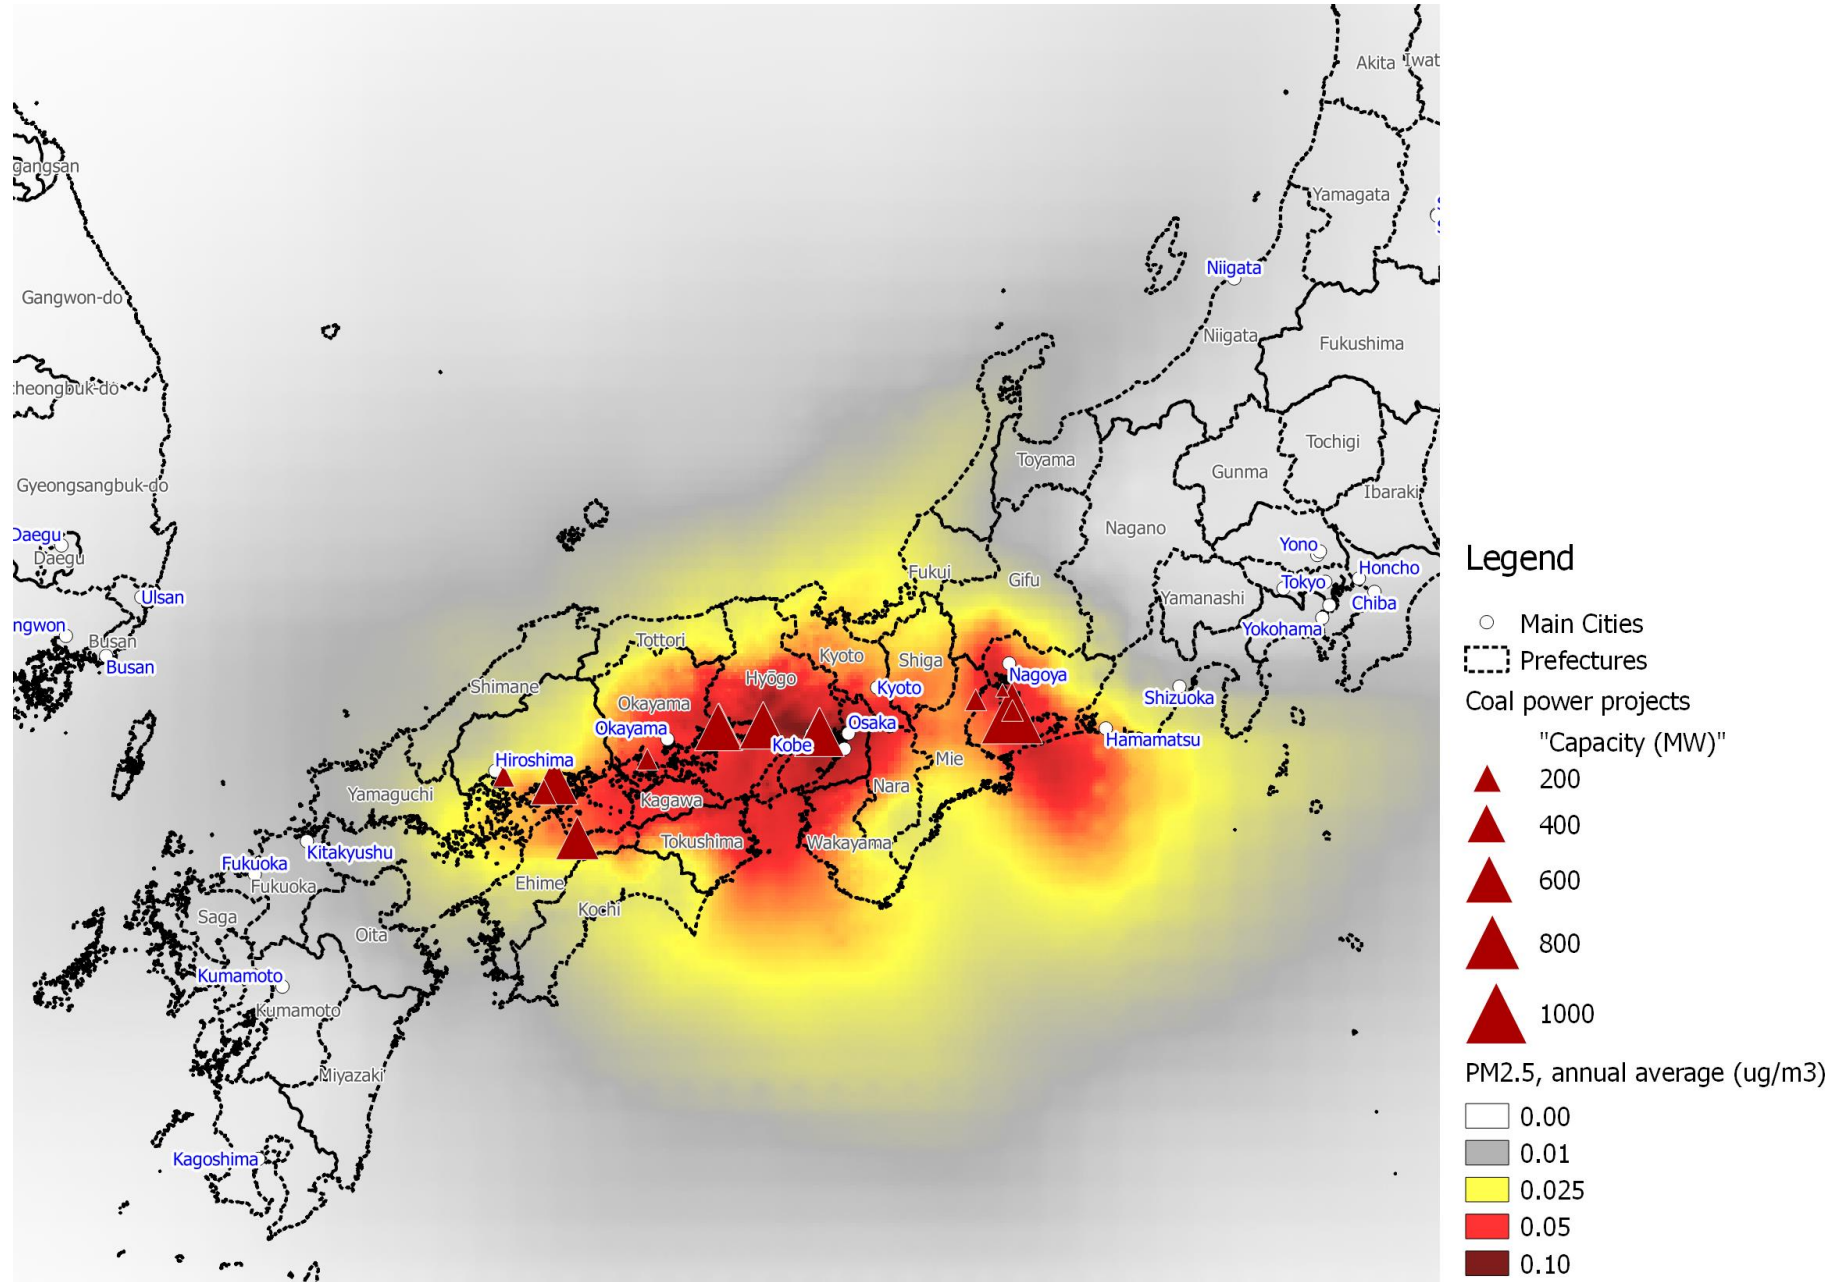 Akita
Iwat
gangsan
Yamagata
Niigata
Gangwon-do
Niigata
Fukushima
cheongbuk-do
Tochigi
Toyama
Gunma
Gyeongsangbuk-do
Ibaraki
Nagano
Daegu
Daegu
Yono
Honcho
Fukui
Gifu
Tokyo
Ulsan
Yamanashi
Chiba
ngwon
Busan
Yokohama
Busan
Tottori
Kyoto
Shiga
Nagoya
Hyōgo
Shimane
Kyoto
Shizuoka
Okayama
Okayama
Osaka
Kobe
Hamamatsu
Hiroshima
Mie
Nara
Yamaguchi
Kagawa
Tokushima
Wakayama
Kitakyushu
Fukuoka
Fukuoka
Ehime
Kochi
Saga
Oita
Kumamoto
Kumamoto
Miyazaki
Kagoshima
Legend
Main Cities
Prefectures
Coal power projects
"Capacity (MW)"
200
400
600
800
1000
PM2.5, annual average (ug/m3)
0.00
0.01
0.025
0.05
0.10